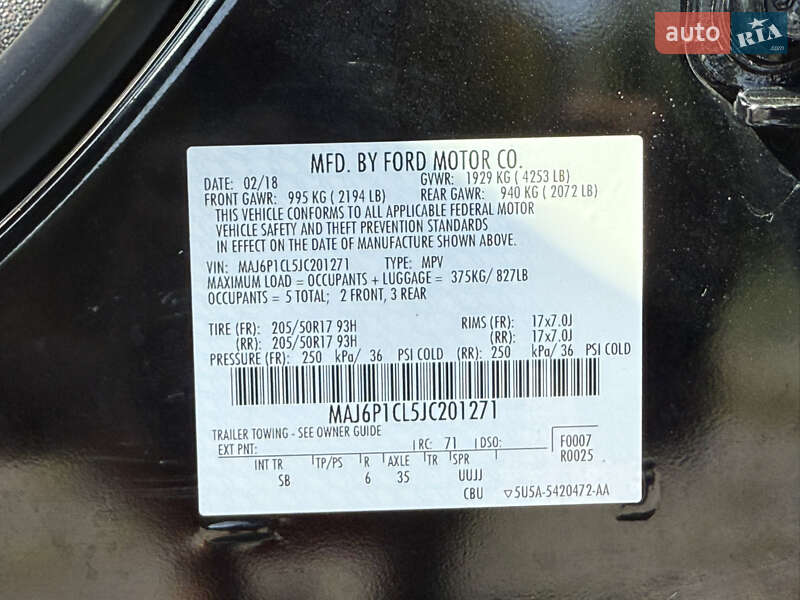 auto RIA .com
MFD. BY FORD MOTOR CO.
DATE: 02/18 GVWR: 1929 KG ( 4253 LB)
FRONT GAWR: 995 KG ( 2194 LB) REAR GAWR: 940 KG ( 2072 LB)
THIS VEHICLE CONFORMS TO ALL APPLICABLE FEDERAL MOTOR
VEHICLE SAFETY AND THEFT PREVENTION STANDARDS
IN EFFECT ON THE DATE OF MANUFACTURE SHOWN ABOVE.
VIN: MAJ6P1CL5JC201271 TYPE: MPV
MAXIMUM LOAD = OCCUPANTS + LUGGAGE = 375KG/ 827LB
OCCUPANTS = 5 TOTAL; 2 FRONT, 3 REAR
TIRE (FR): 205/50R17 93H RIMS (FR): 17x7.0J
(RR): 205/50R17 93H (RR): 17x7.0J
PRESSURE (FR): 250 kPa/ 36 PSI COLD (RR): 250 kPa/ 36 PSI COLD
MAJ6P1CL5JC201271
TRAILER TOWING - SEE OWNER GUIDE
EXT PNT: RC: 71 DSO: F0007
R0025
INT TR TP/PS R AXLE TR SPR
SB 6 35 UUJJ
CBU 5U5A-5420472-AA